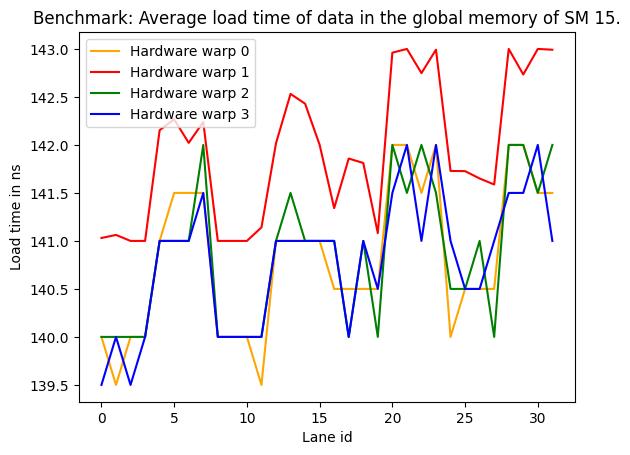 Benchmark: Average load time of data in the global memory of SM 15.
Hardware warp 0
Hardware warp 1
Hardware warp 2
Hardware warp 3
143.0
142.5
142.0
141.5
141.0
140.5
140.0
139.5
Load time in ns
0 5 10 15 20 25 30
Lane id